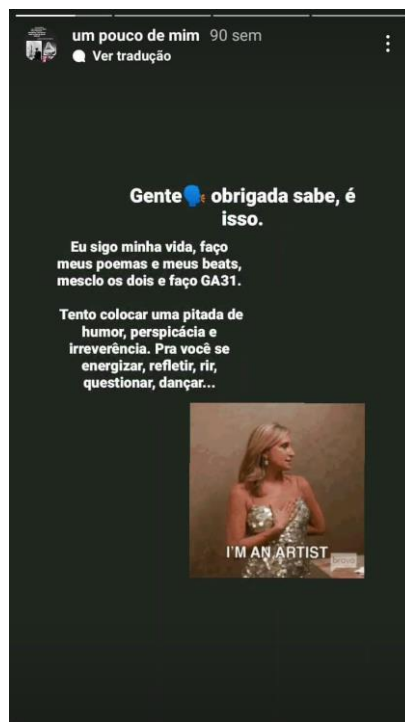 um pouco de mim 90 sem
Ver tradução
Gente🗣️ obrigada sabe, é
isso.
Eu sigo minha vida, faço
meus poemas e meus beats,
mesclo os dois e faço GA31.
Tento colocar uma pitada de
humor, perspicácia e
irreverência. Pra você se
energizar, refletir, rir,
questionar, dançar...
I'M AN ARTIST
bravo